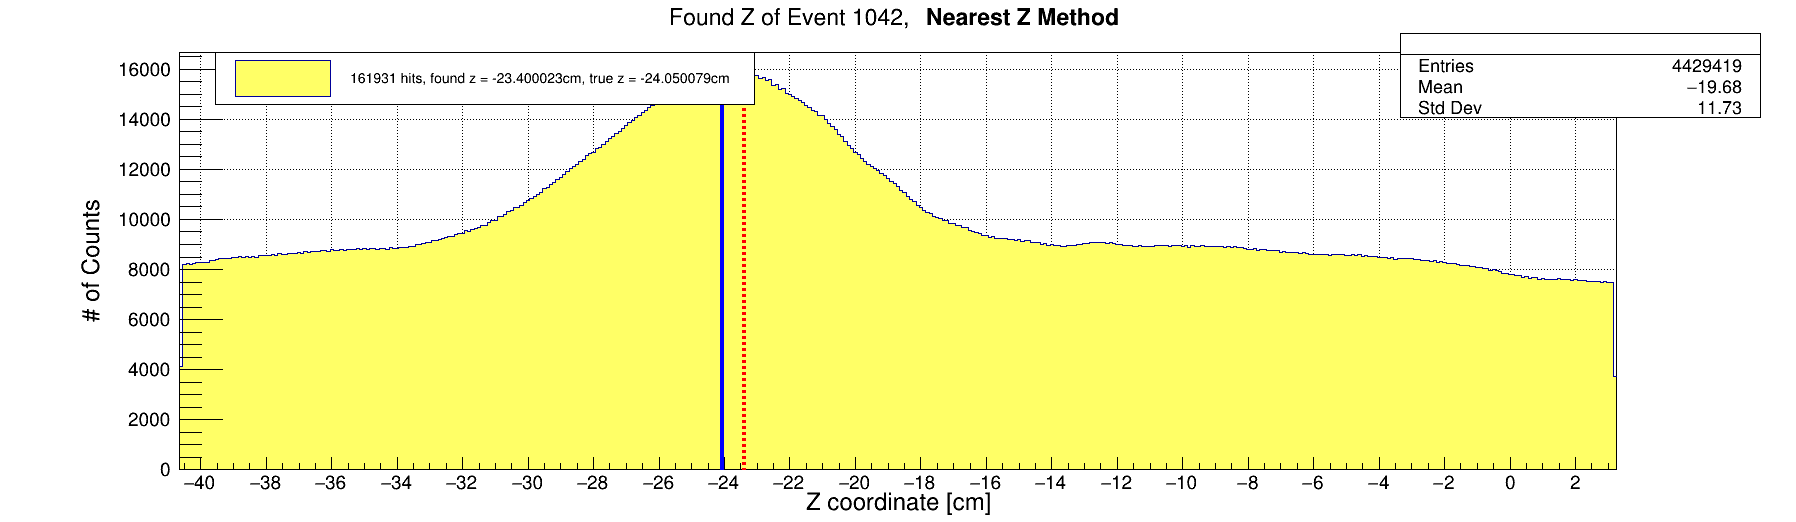 Found Z of Event 1042, Nearest Z Method
161931 hits, found z = -23.400023cm, true z = -24.050079cm
Entries 4429419
Mean −19.68
Std Dev 11.73
# of Counts
16000
14000
12000
10000
8000
6000
4000
2000
0
−40 −38 −36 −34 −32 −30 −28 −26 −24 −22 −20 −18 −16 −14 −12 −10 −8 −6 −4 −2 0 2
Z coordinate [cm]